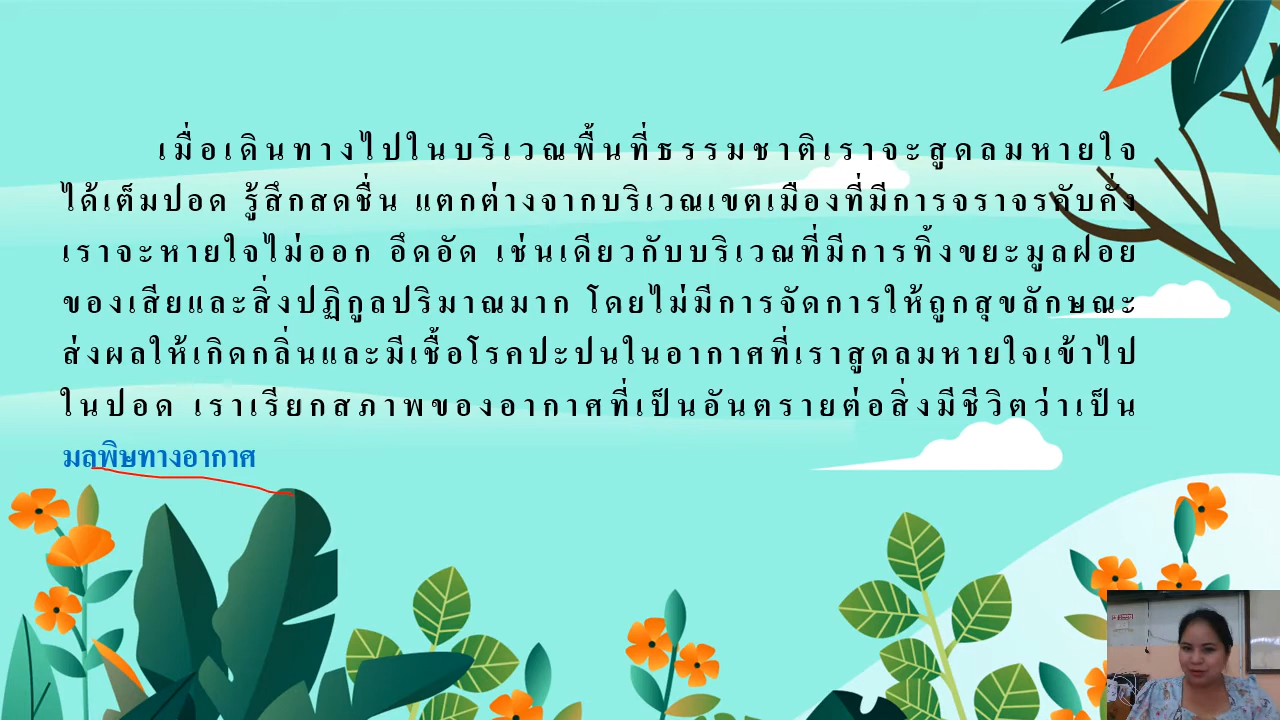 เมื่อเดินทางไปในบริเวณพื้นที่ธรรมชาติเราจะสูดลมหายใจ
ได้เต็มปอด รู้สึกสดชื่น แตกต่างจากบริเวณเขตเมืองที่มีการจราจรคับคั่ง
เราจะหายใจไม่ออก อึดอัด เช่นเดียวกับบริเวณที่มีการทิ้งขยะมูลฝอย
ของเสียและสิ่งปฏิกูลปริมาณมาก โดยไม่มีการจัดการให้ถูกสุขลักษณะ
ส่งผลให้เกิดกลิ่นและมีเชื้อโรคปะปนในอากาศที่เราสูดลมหายใจเข้าไป
ในปอด เราเรียกสภาพของอากาศที่เป็นอันตรายต่อสิ่งมีชีวิตว่าเป็น
มลพิษทางอากาศ